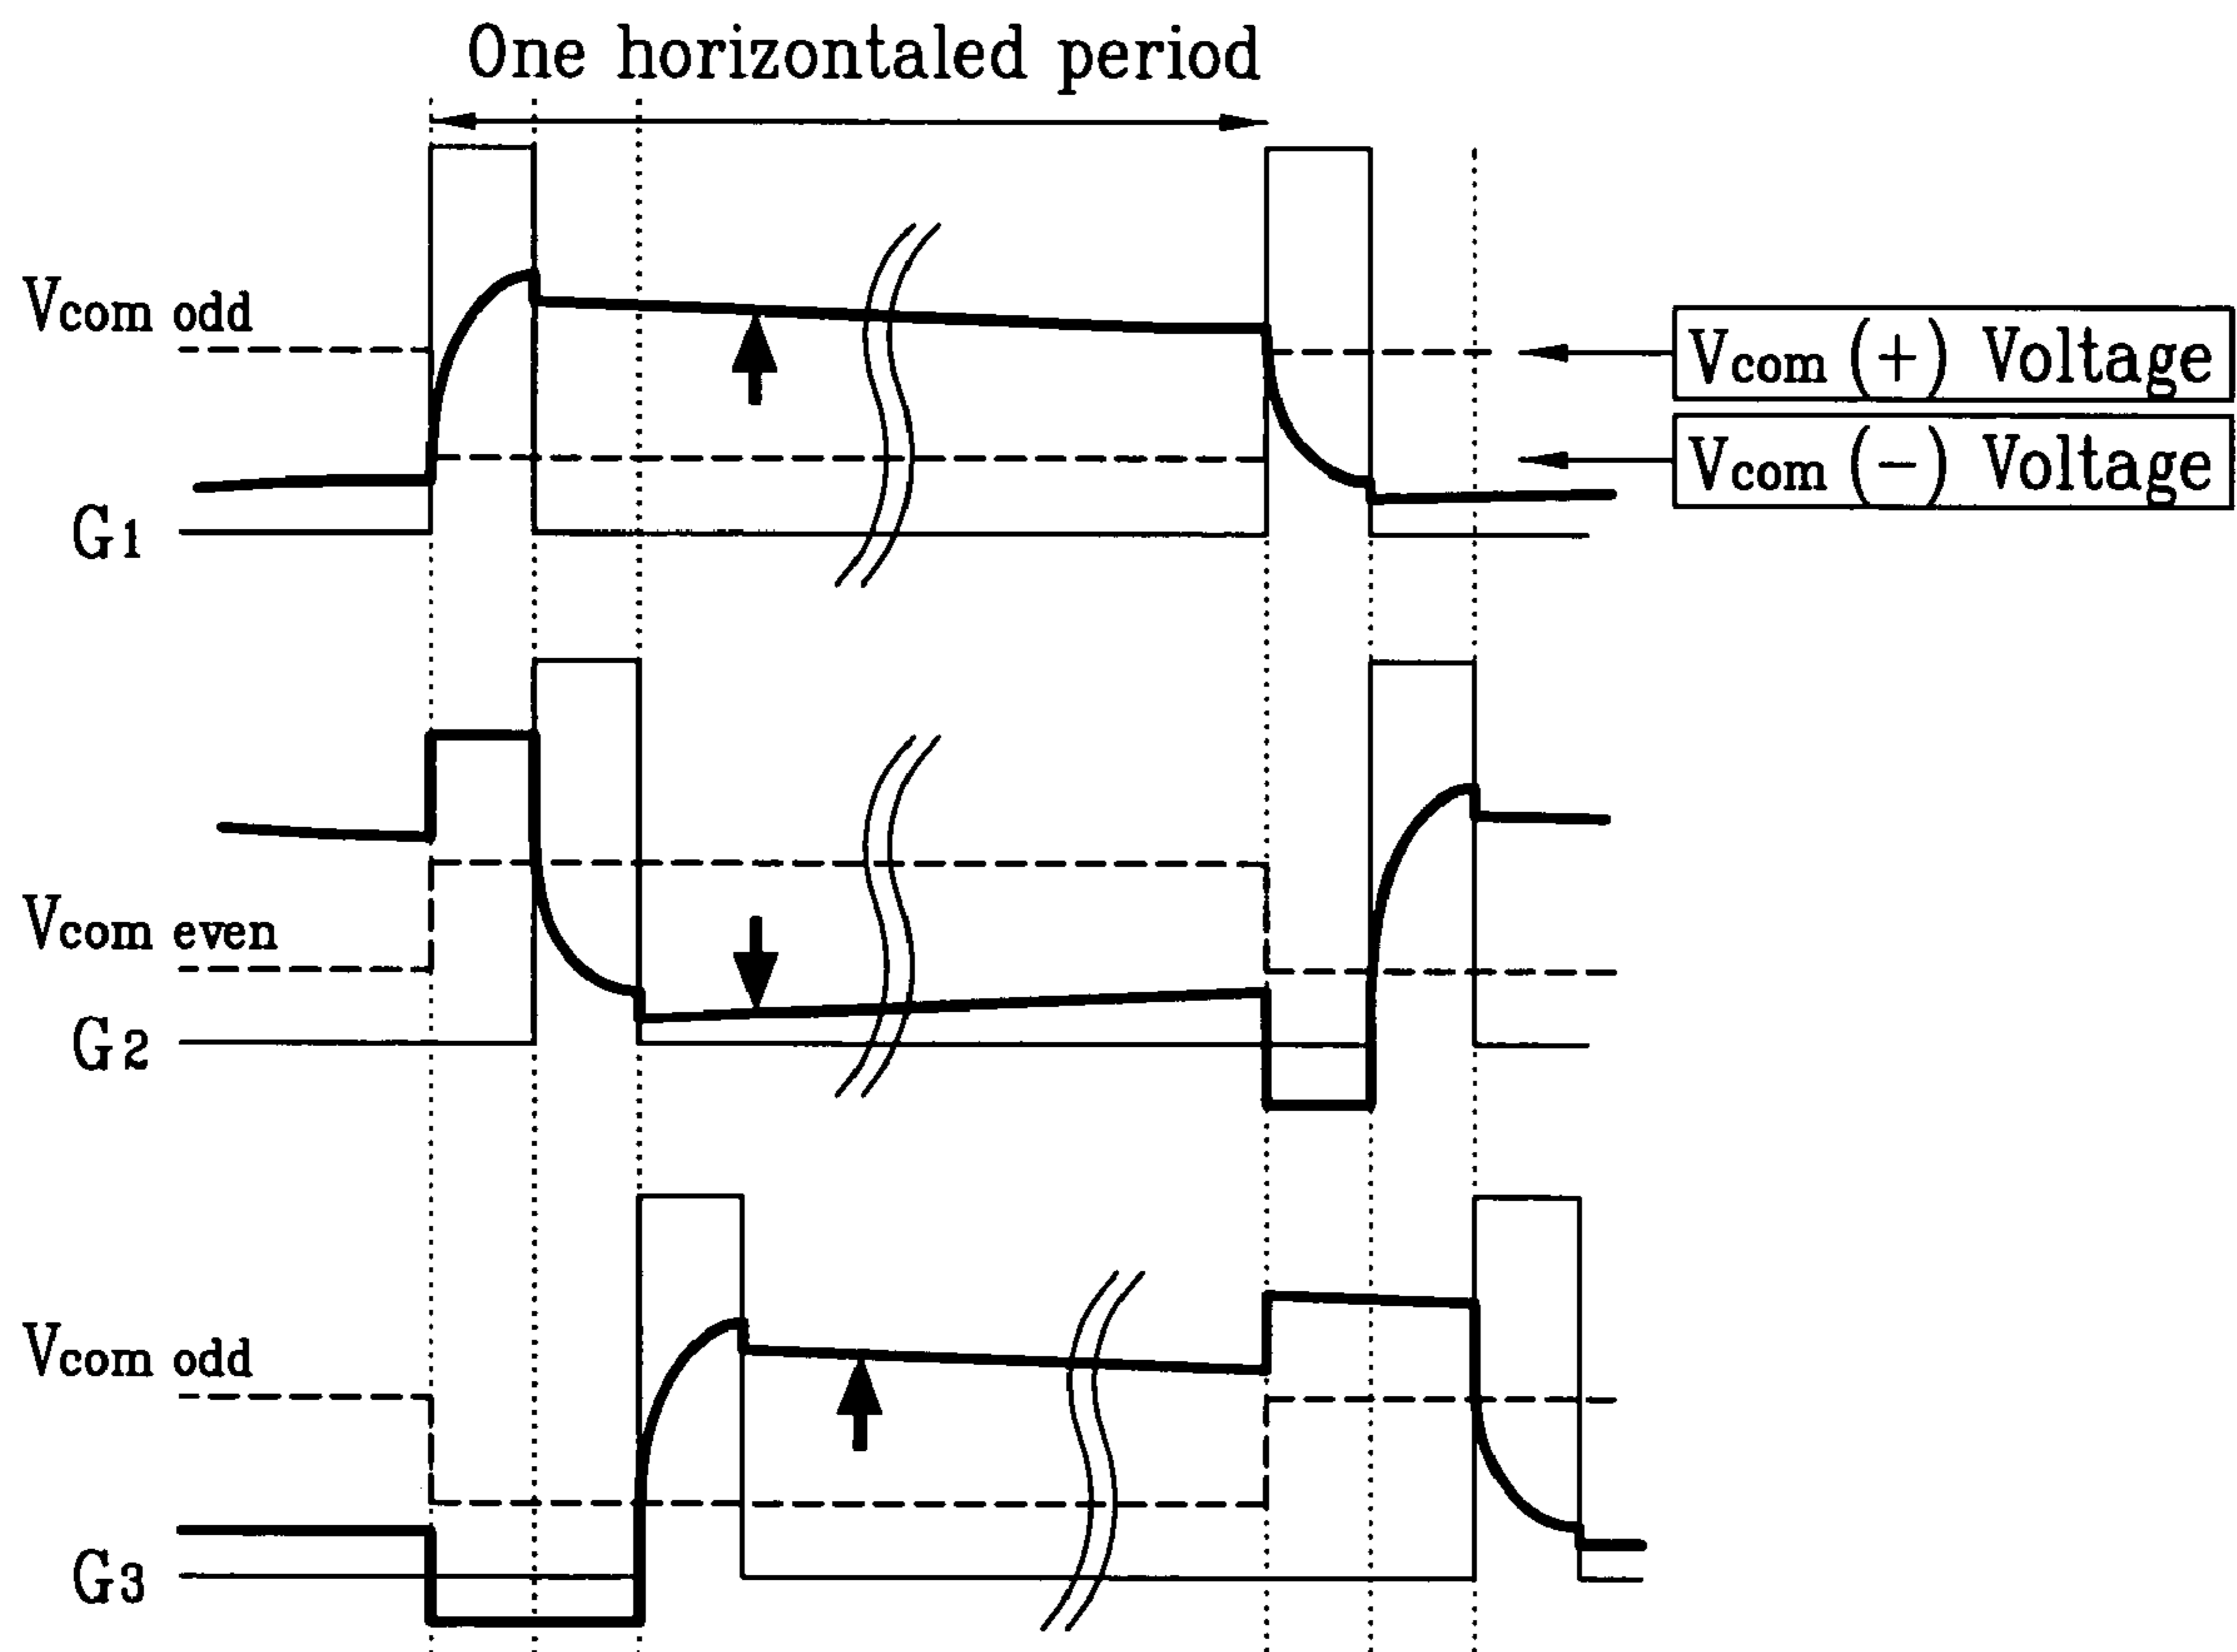 One horizontaled period
Vcom odd
Vcom (+) Voltage
Vcom (-) Voltage
G1
Vcom even
G2
Vcom odd
G3